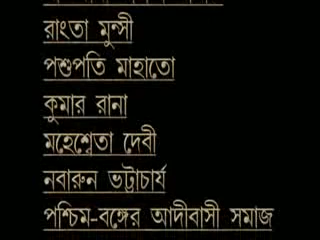 রাংতা মুন্সী
পশুপতি মাহাতো
কুমার রানা
মহেশ্বেতা দেবী
নবারুন ভট্টাচার্য
পশ্চিম-বঙ্গের আদীবাসী সমাজ